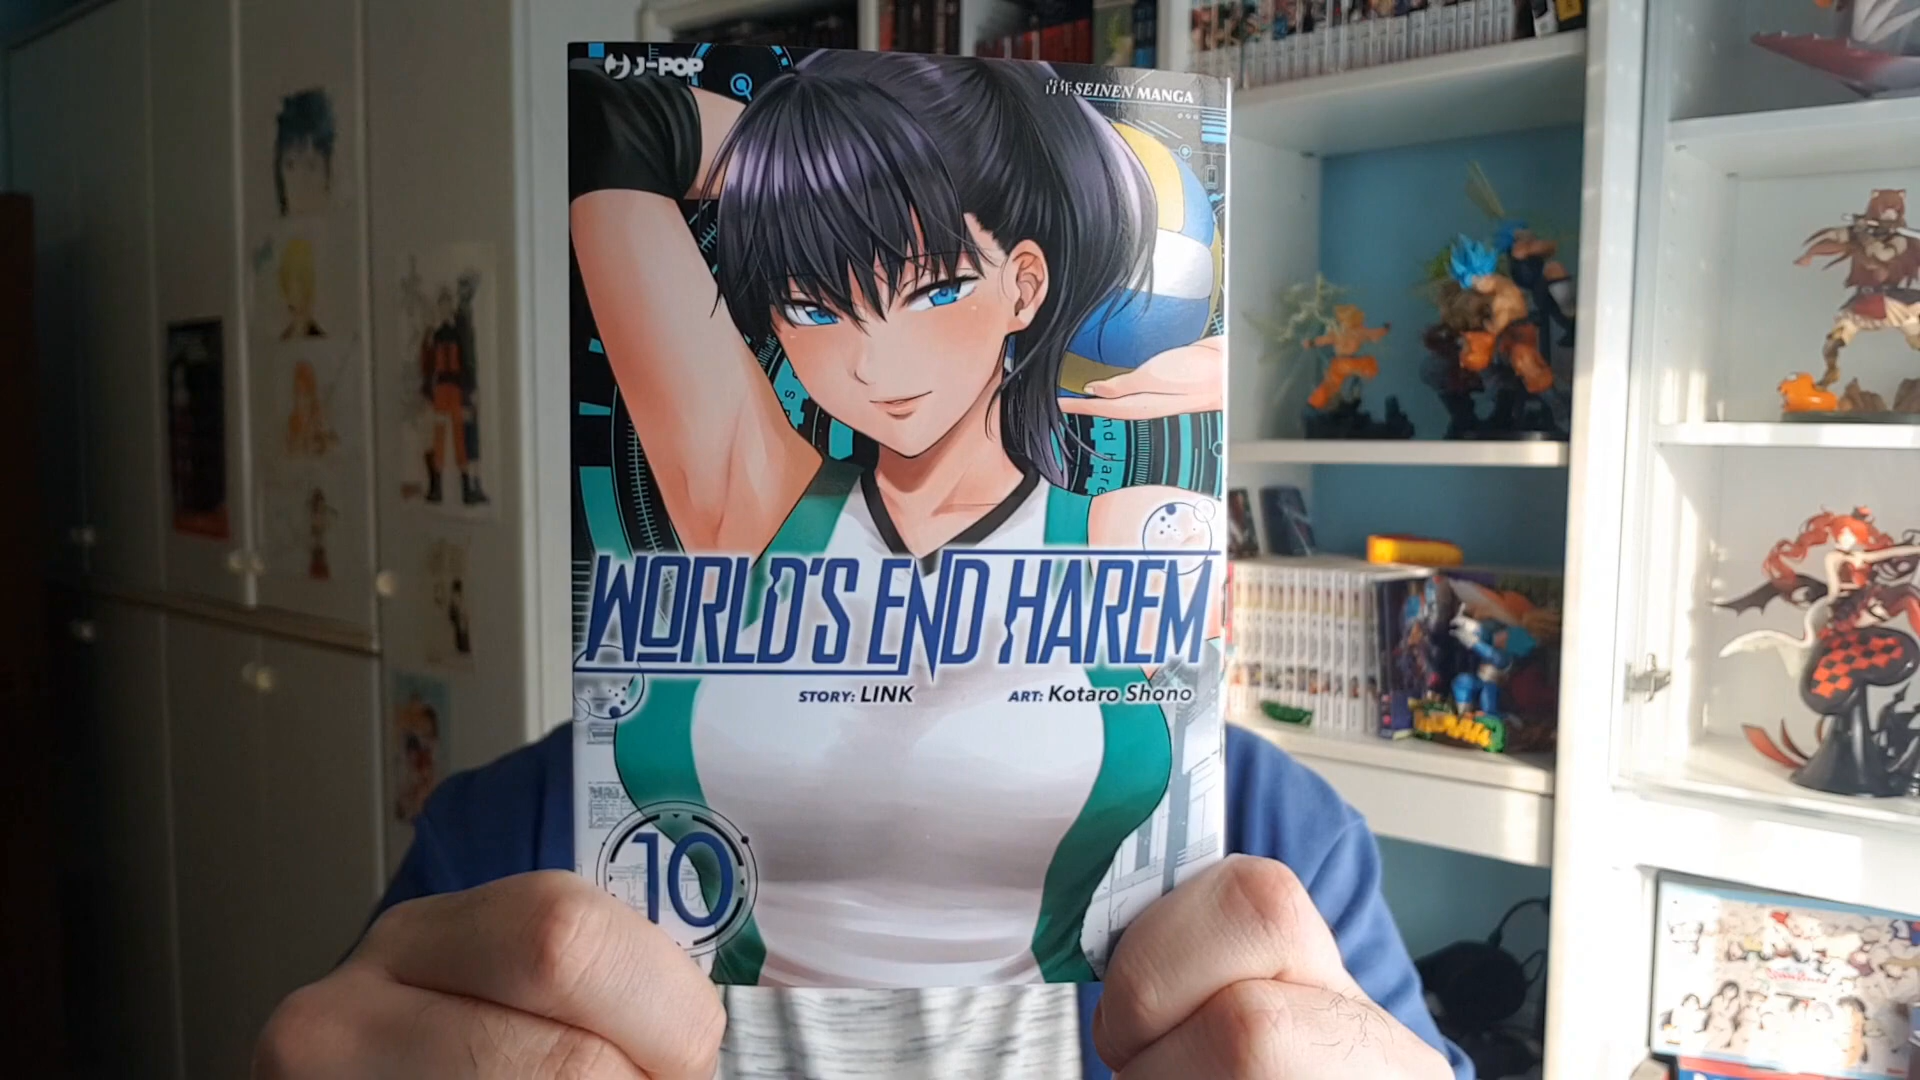 J-POP
青年SEINEN MANGA
WORLD'S END HAREM
STORY: LINK
ART: Kotaro Shono
10